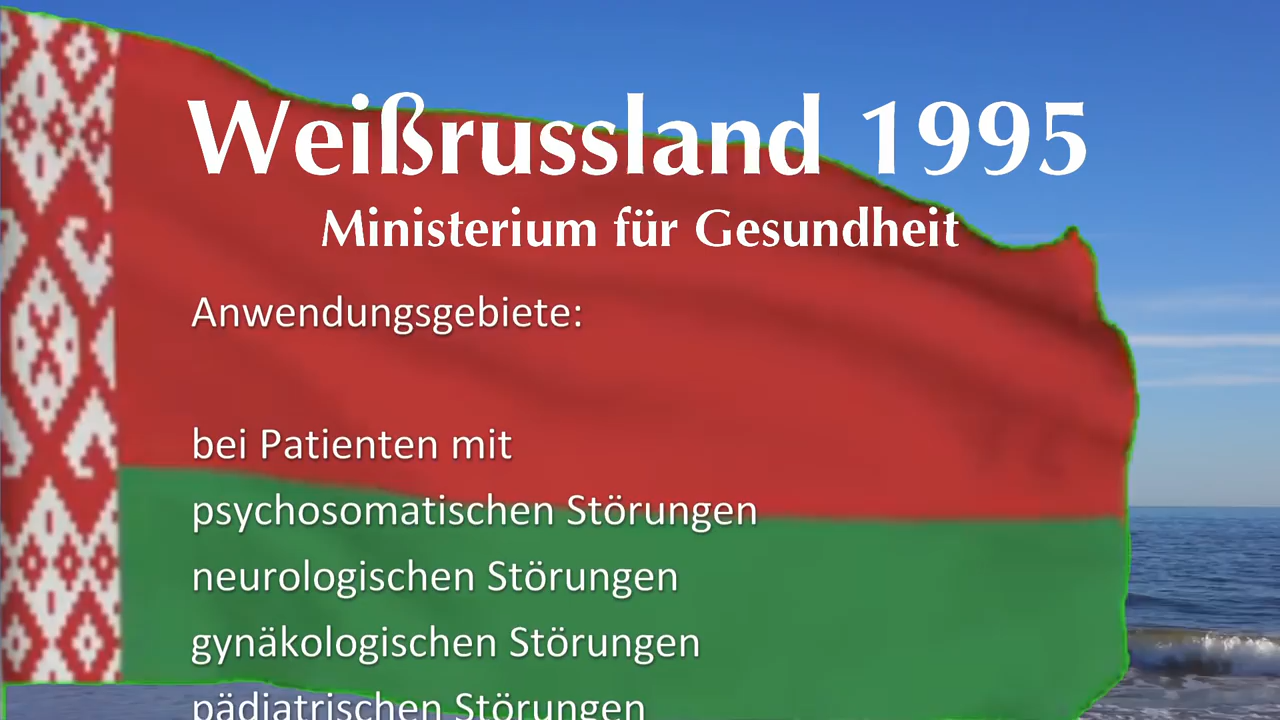 Weißrussland 1995
Ministerium für Gesundheit
Anwendungsgebiete:
bei Patienten mit
psychosomatischen Störungen
neurologischen Störungen
gynäkologischen Störungen
pädiatrischen Störungen